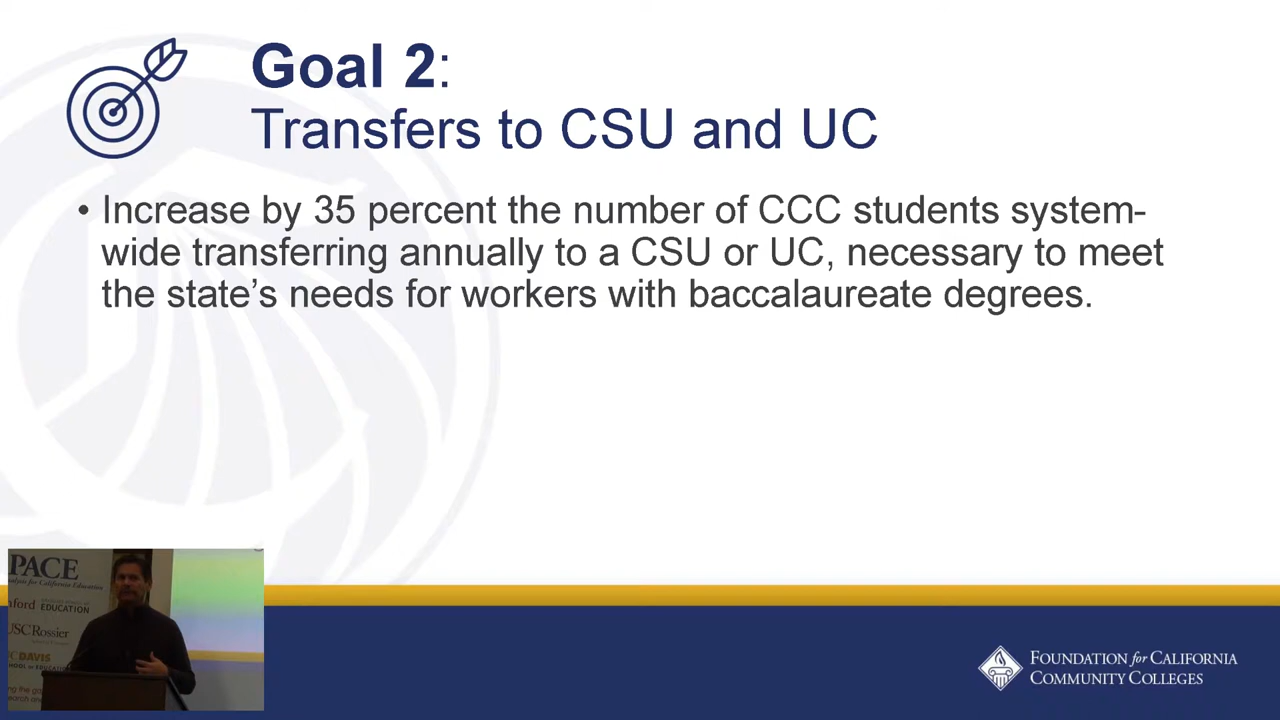 Goal 2:
Transfers to CSU and UC
• Increase by 35 percent the number of CCC students system-
wide transferring annually to a CSU or UC, necessary to meet
the state’s needs for workers with baccalaureate degrees.
PACE
California Education
EDUCATION
USC Rossier
DAVIS
FOUNDATION for CALIFORNIA
COMMUNITY COLLEGES